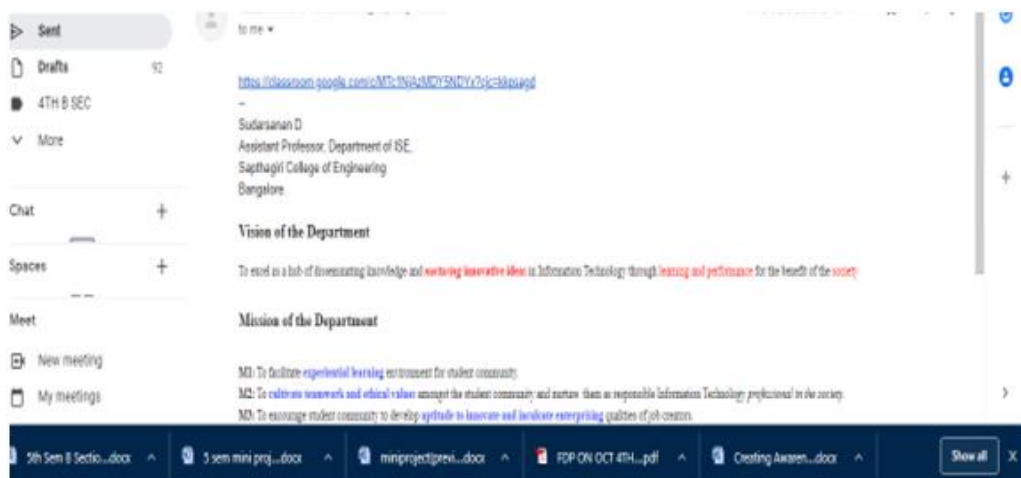 Sent
Drafts 92
4TH B SEC
More
Chat
Spaces
Meet
New meeting
My meetings
to me
--
Sudarsanan D
Assistant Professor, Department of ISE,
Sapthagiri College of Engineering
Bangalore.
Vision of the Department
To excel as a hub of disseminating knowledge and nurturing innovative ideas in Information Technology through learning and performance for the benefit of the society
Mission of the Department
M1: To facilitate experiential learning environment for student community.
M2: To cultivate teamwork and ethical values amongst the student community and nurture them as responsible Information Technology professional in the society.
M3: To encourage student community to develop aptitude to innovate and inculcate enterprising qualities of job creators.
5th Sem B Sectio...docx
5 sem mini proj...docx
miniproject(previ...docx
FDP ON OCT 4TH...pdf
Creating Awaren...docx
Show all X